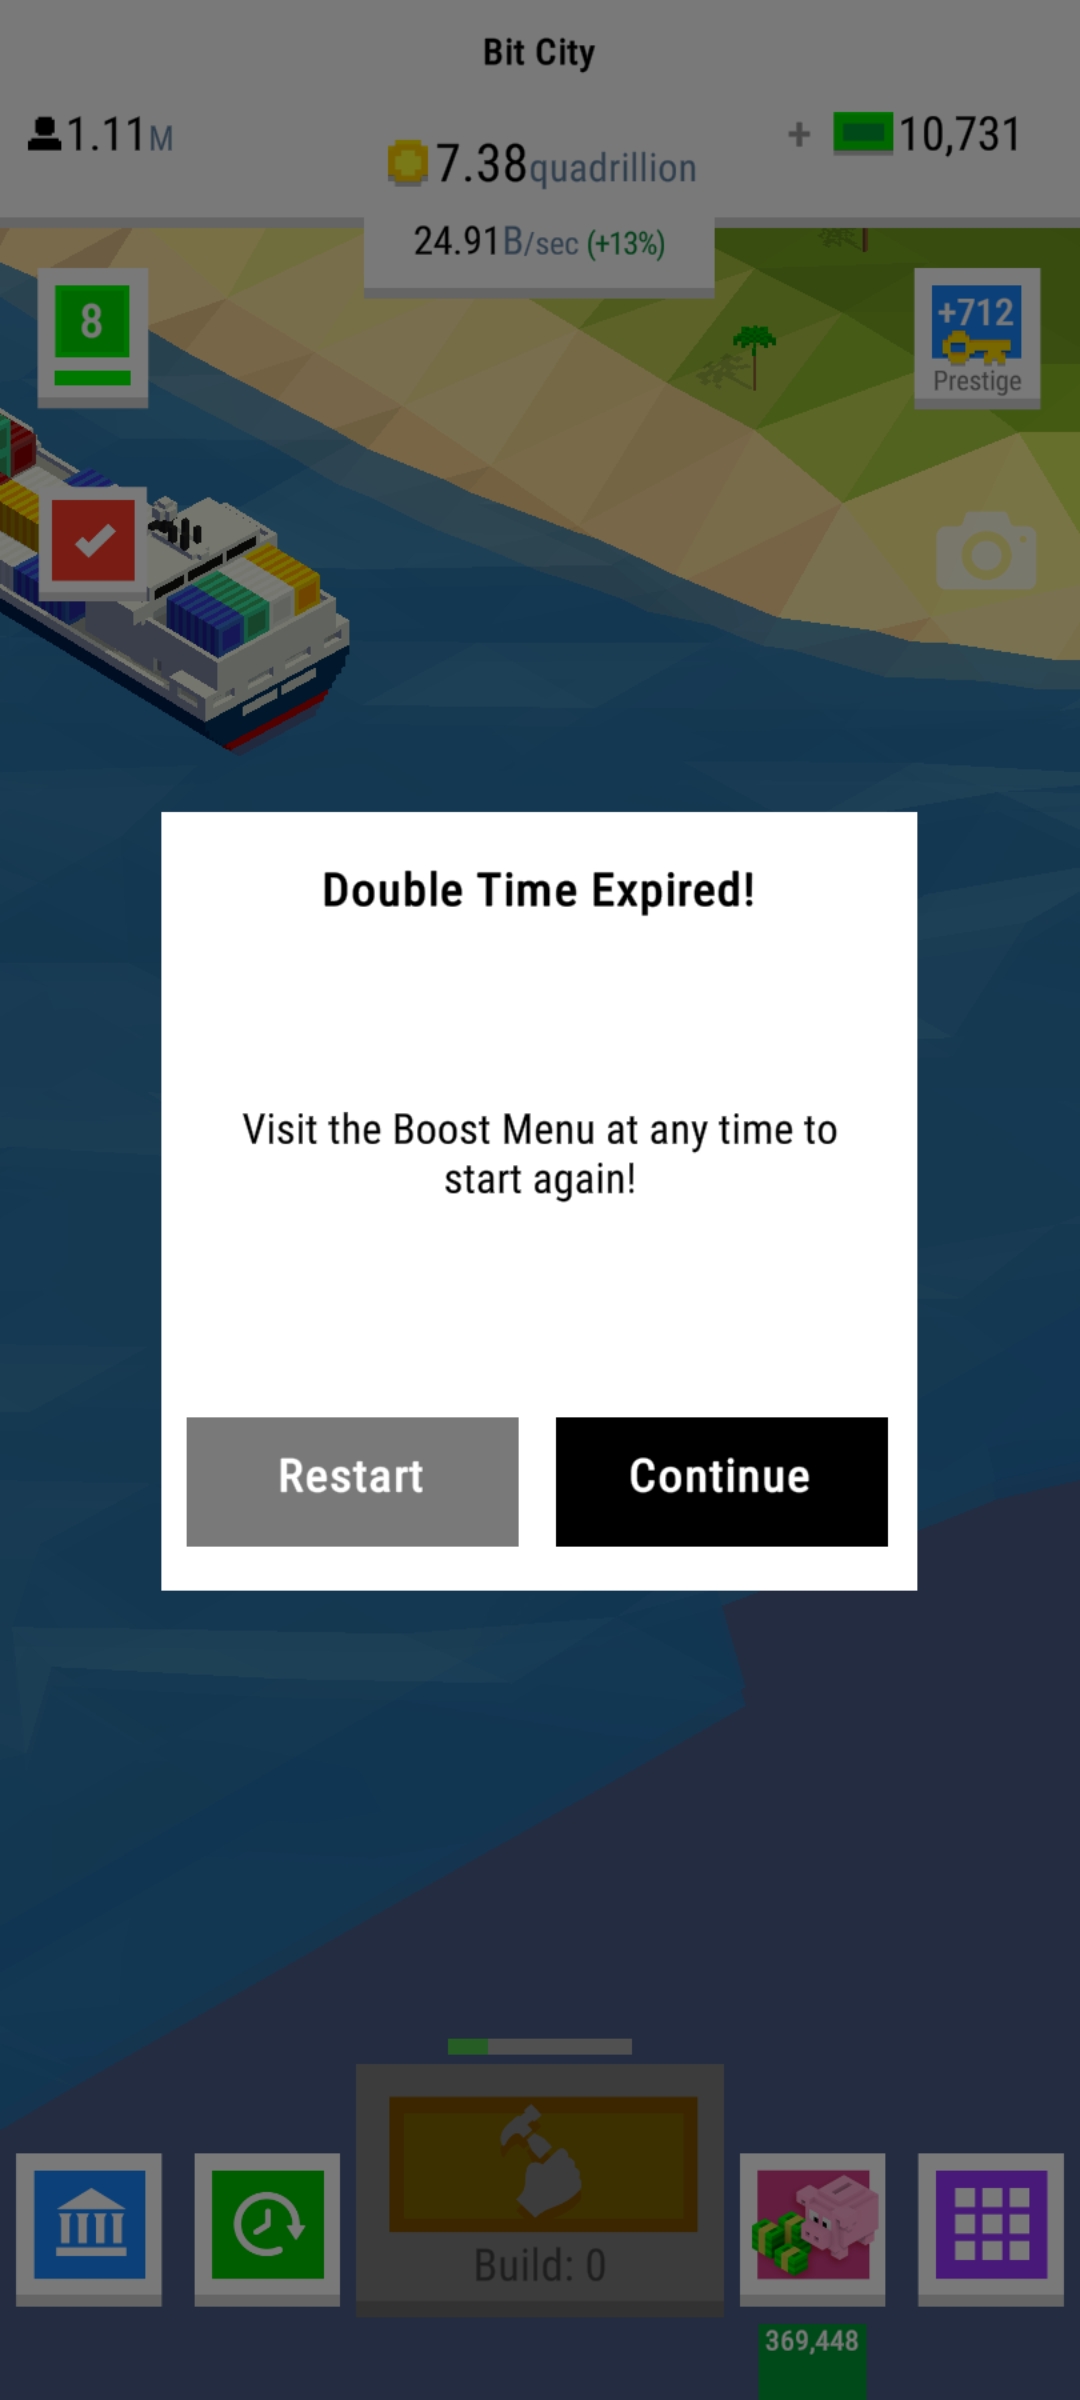 Bit City
1.11M
7.38quadrillion
+ 10,731
24.91B/sec (+13%)
8
+712
Prestige
Double Time Expired!
Visit the Boost Menu at any time to
start again!
Restart
Continue
Build: 0
369,448